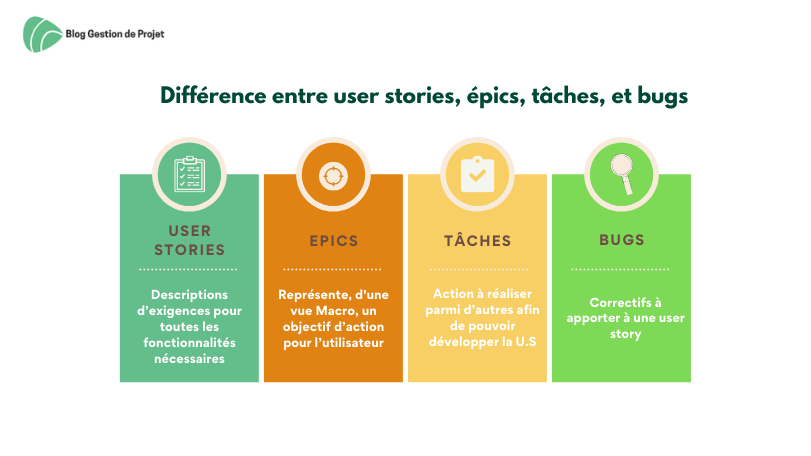 Blog Gestion de Projet
Différence entre user stories, épics, tâches, et bugs
USER
STORIES
Descriptions
d'exigences pour
toutes les
fonctionnalités
nécessaires
EPICS
Représente, d'une
vue Macro, un
objectif d'action
pour l'utilisateur
TÂCHES
Action à réaliser
parmi d'autres afin
de pouvoir
développer la U.S
BUGS
Correctifs à
apporter à une user
story